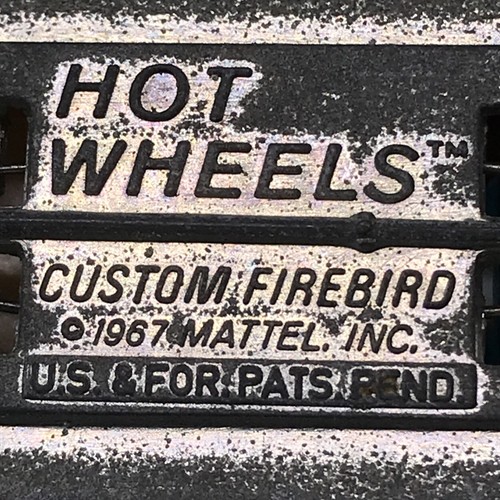 HOT
WHEELS™
CUSTOM FIREBIRD
©1967 MATTEL. INC.
U.S. & FOR. PATS. PEND.